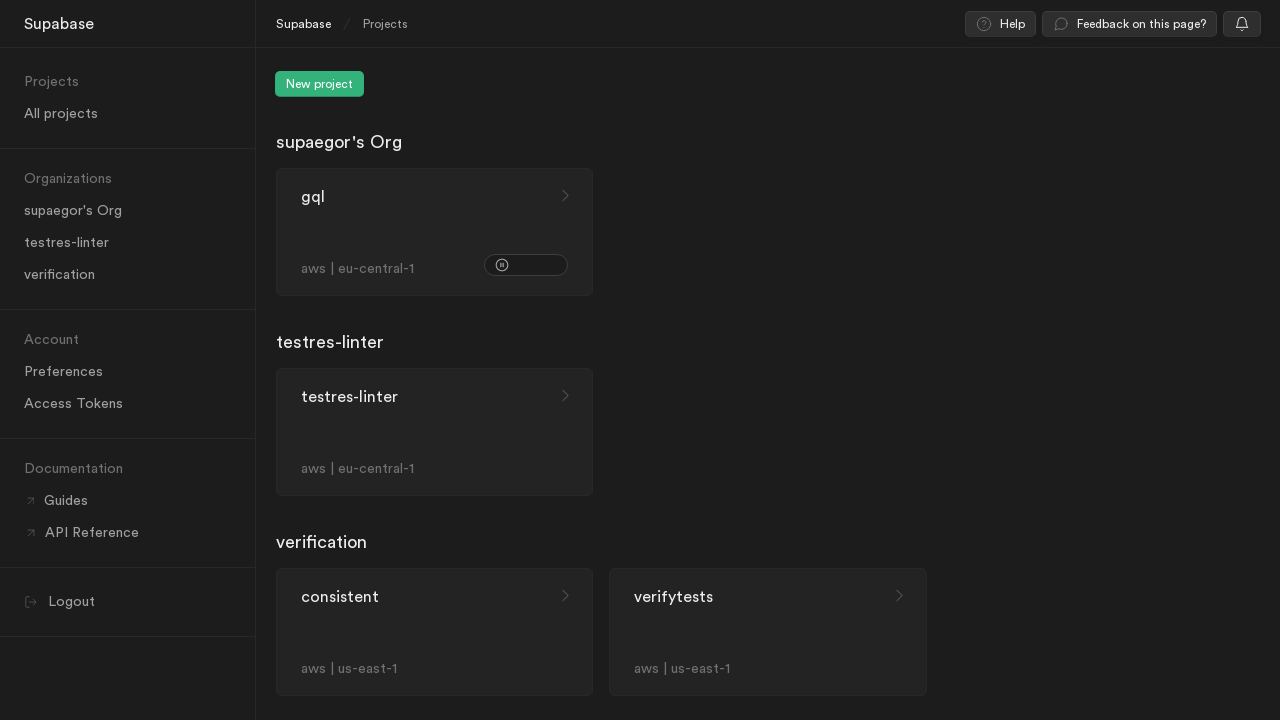 Supabase
Supabase / Projects
Help
Feedback on this page?
Projects
All projects
Organizations
supaegor's Org
testres-linter
verification
Account
Preferences
Access Tokens
Documentation
Guides
API Reference
Logout
New project
supaegor's Org
gql
aws | eu-central-1
testres-linter
testres-linter
aws | eu-central-1
verification
consistent
aws | us-east-1
verifytests
aws | us-east-1